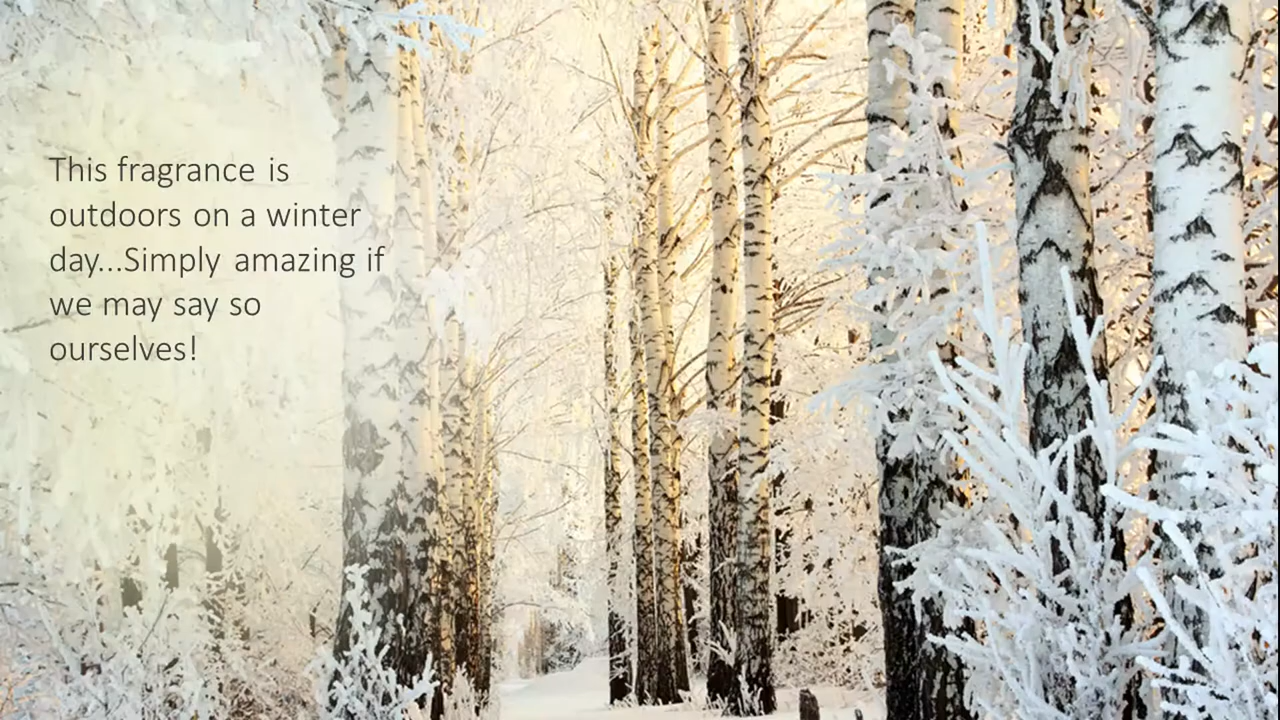 This fragrance is
outdoors on a winter
day...Simply amazing if
we may say so
ourselves!